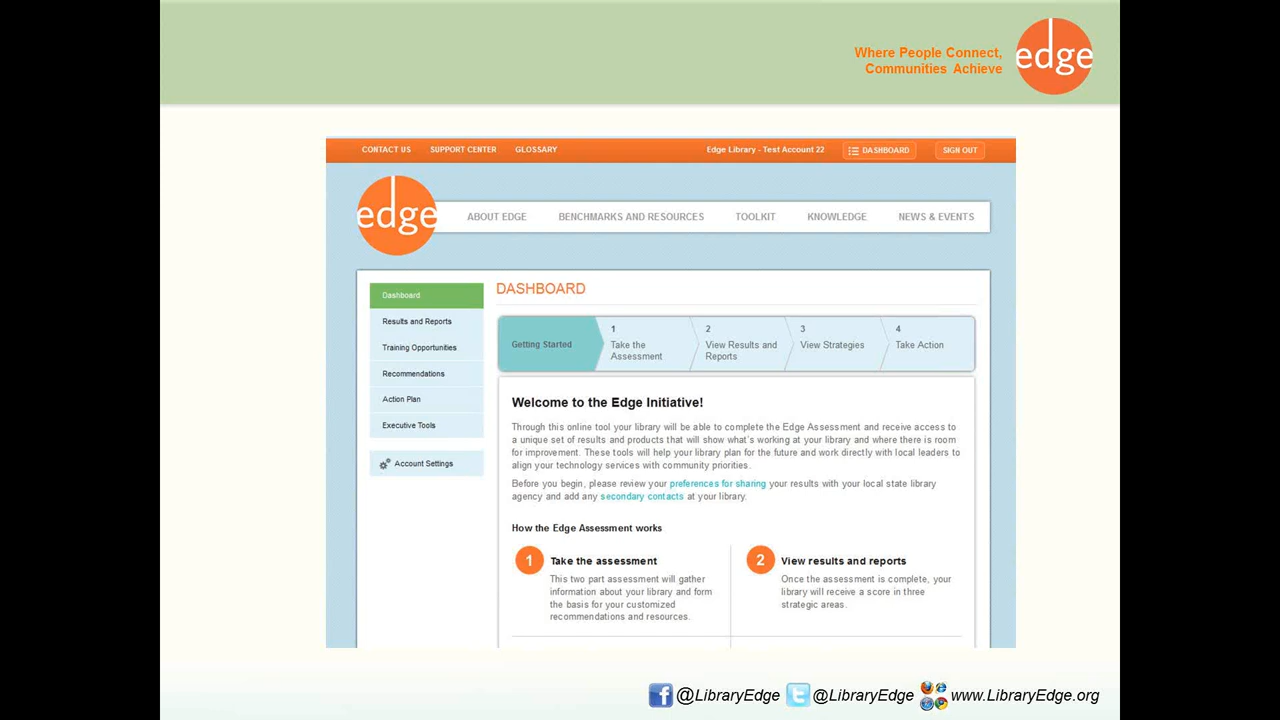 Where People Connect,
Communities Achieve
edge
CONTACT US SUPPORT CENTER GLOSSARY Edge Library - Test Account 22 DASHBOARD SIGN OUT
edge
ABOUT EDGE BENCHMARKS AND RESOURCES TOOLKIT KNOWLEDGE NEWS & EVENTS
Dashboard
Results and Reports
Training Opportunities
Recommendations
Action Plan
Executive Tools
Account Settings
DASHBOARD
Getting Started
1
Take the
Assessment
2
View Results and
Reports
3
View Strategies
4
Take Action
Welcome to the Edge Initiative!
Through this online tool your library will be able to complete the Edge Assessment and receive access to
a unique set of results and products that will show what`s working at your library and where there is room
for improvement. These tools will help your library plan for the future and work directly with local leaders to
align your technology services with community priorities.
Before you begin, please review your preferences for sharing your results with your local state library
agency and add any secondary contacts at your library.
How the Edge Assessment works
1 Take the assessment
This two part assessment will gather
information about your library and form
the basis for your customized
recommendations and resources.
2 View results and reports
Once the assessment is complete, your
library will receive a score in three
strategic areas.
@LibraryEdge @LibraryEdge www.LibraryEdge.org